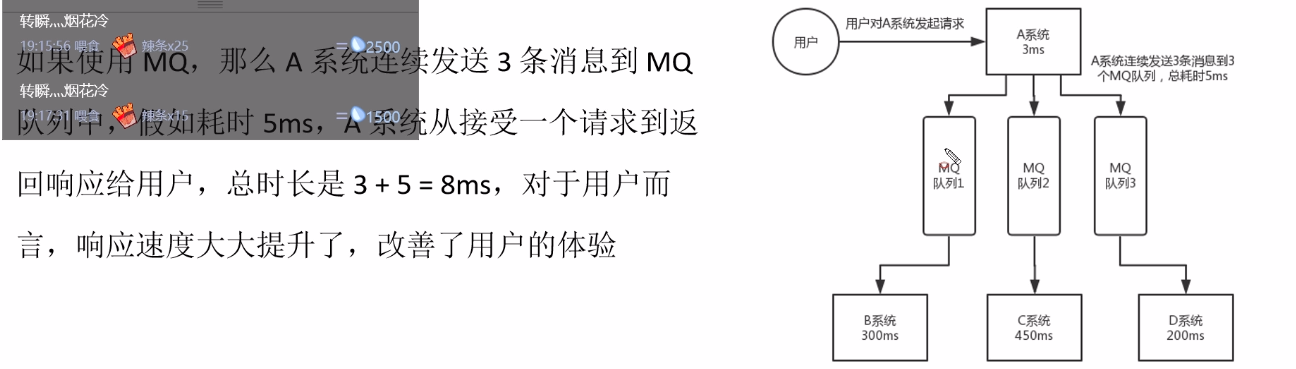 转瞬灬烟花冷
19:15:56 喂食 辣条x25 = 2500
转瞬灬烟花冷
19:17:31 喂食 辣条x15 = 1500
如果使用 MQ，那么 A 系统连续发送 3 条消息到 MQ
队列中，假如耗时 5ms，A 系统从接受一个请求到返
回响应给用户，总时长是 3 + 5 = 8ms，对于用户而
言，响应速度大大提升了，改善了用户的体验
用户
用户对A系统发起请求
A系统
3ms
A系统连续发送3条消息到3
个MQ队列，总耗时5ms
MQ
队列1
MQ
队列2
MQ
队列3
B系统
300ms
C系统
450ms
D系统
200ms